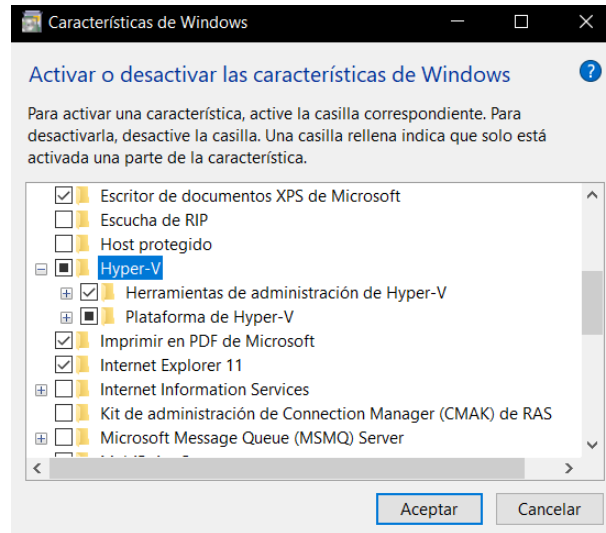 Características de Windows
Activar o desactivar las características de Windows
?
Para activar una característica, active la casilla correspondiente. Para
desactivarla, desactive la casilla. Una casilla rellena indica que solo está
activada una parte de la característica.
Escritor de documentos XPS de Microsoft
Escucha de RIP
Host protegido
Hyper-V
Herramientas de administración de Hyper-V
Plataforma de Hyper-V
Imprimir en PDF de Microsoft
Internet Explorer 11
Internet Information Services
Kit de administración de Connection Manager (CMAK) de RAS
Microsoft Message Queue (MSMQ) Server
Aceptar
Cancelar